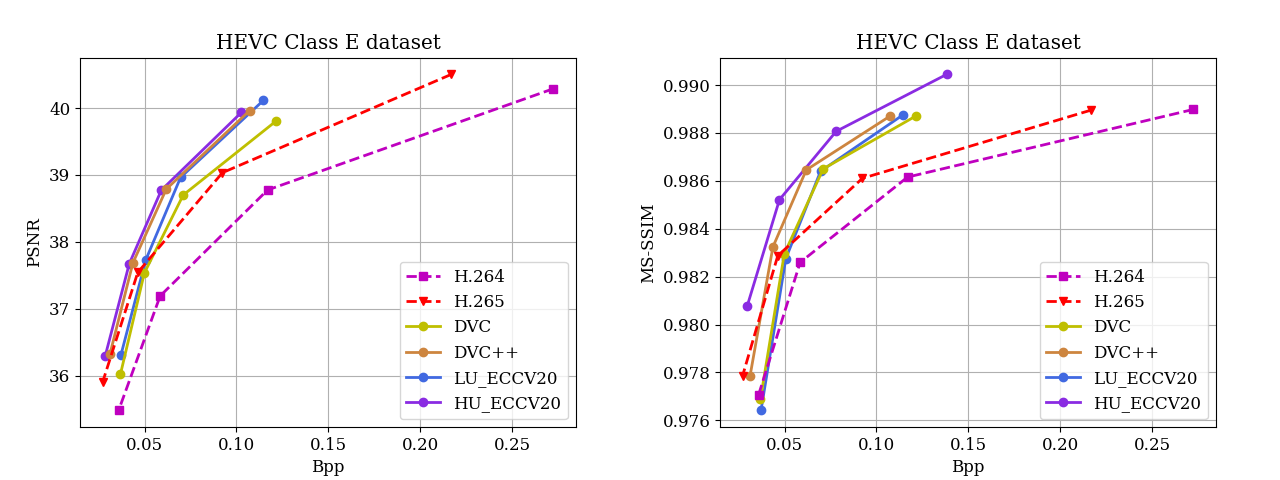 HEVC Class E dataset
PSNR
40
39
38
37
36
0.05 0.10 0.15 0.20 0.25
Bpp
H.264
H.265
DVC
DVC++
LU_ECCV20
HU_ECCV20
HEVC Class E dataset
MS-SSIM
0.990
0.988
0.986
0.984
0.982
0.980
0.978
0.976
0.05 0.10 0.15 0.20 0.25
Bpp
H.264
H.265
DVC
DVC++
LU_ECCV20
HU_ECCV20